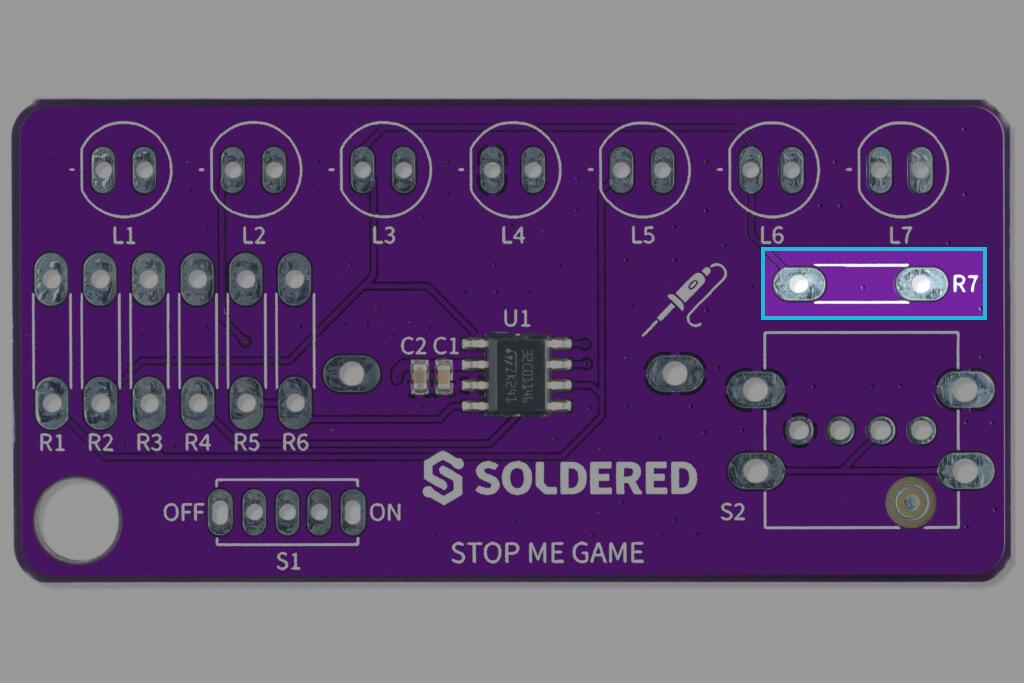 L1 L2 L3 L4 L5 L6 L7
R7
U1
C2 C1
R1 R2 R3 R4 R5 R6
SOLDERED
OFF ON
S2
S1
STOP ME GAME